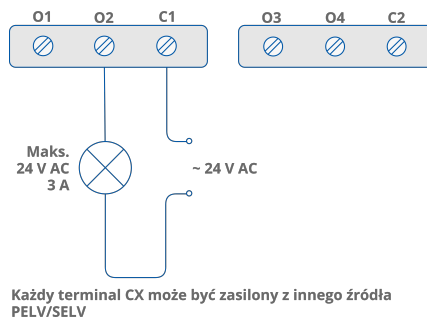 O1 O2 C1 O3 O4 C2
Maks.
24 V AC
3 A
~ 24 V AC
Każdy terminal CX może być zasilony z innego źródła
PELV/SELV